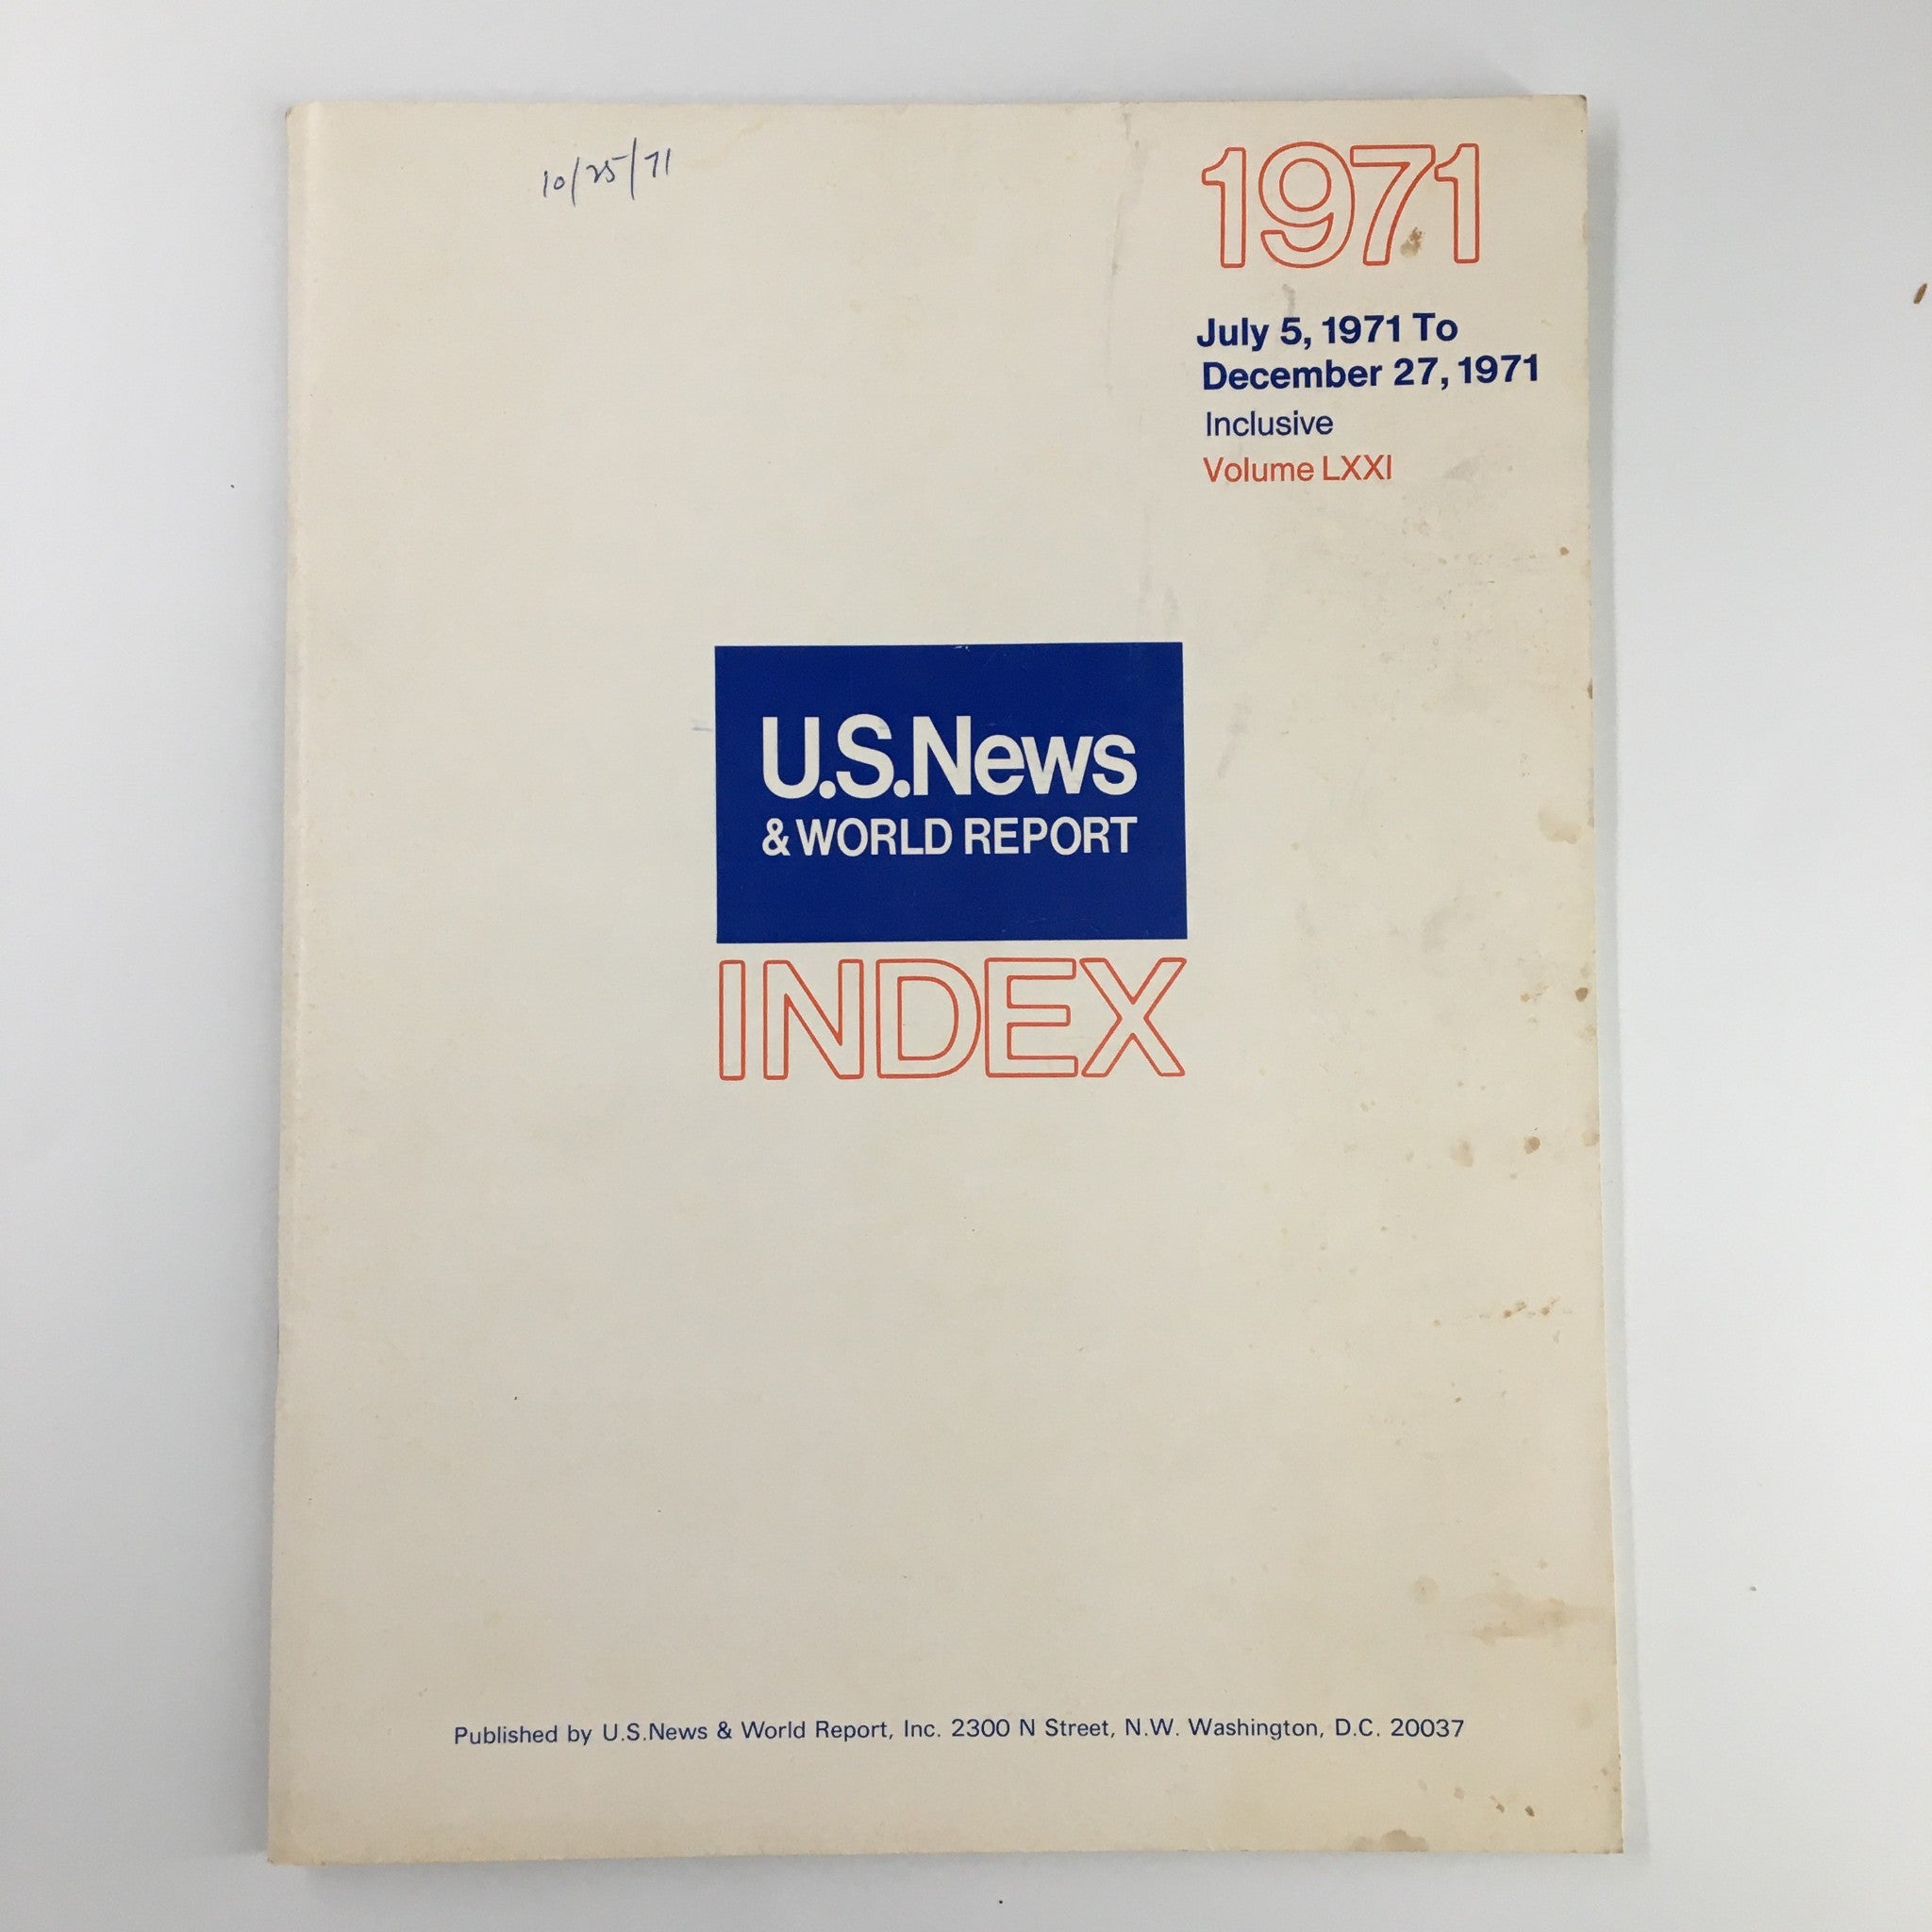 10/25/71
1971
July 5, 1971 To
December 27, 1971
Inclusive
Volume LXXI
U.S.News
& WORLD REPORT
INDEX
Published by U.S.News & World Report, Inc. 2300 N Street, N.W. Washington, D.C. 20037